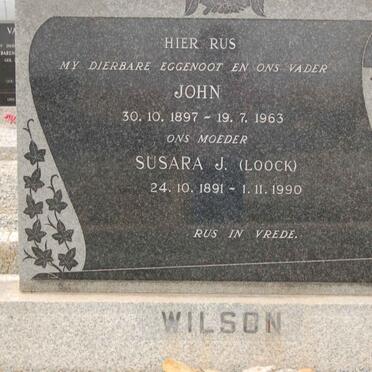 HIER RUS
MY DIERBARE EGGENOOT EN ONS VADER
JOHN
30. 10. 1897 – 19. 7. 1963
ONS MOEDER
SUSARA J. (LOOCK)
24. 10. 1891 – 1. 11. 1990
RUS IN VREDE.
WILSON